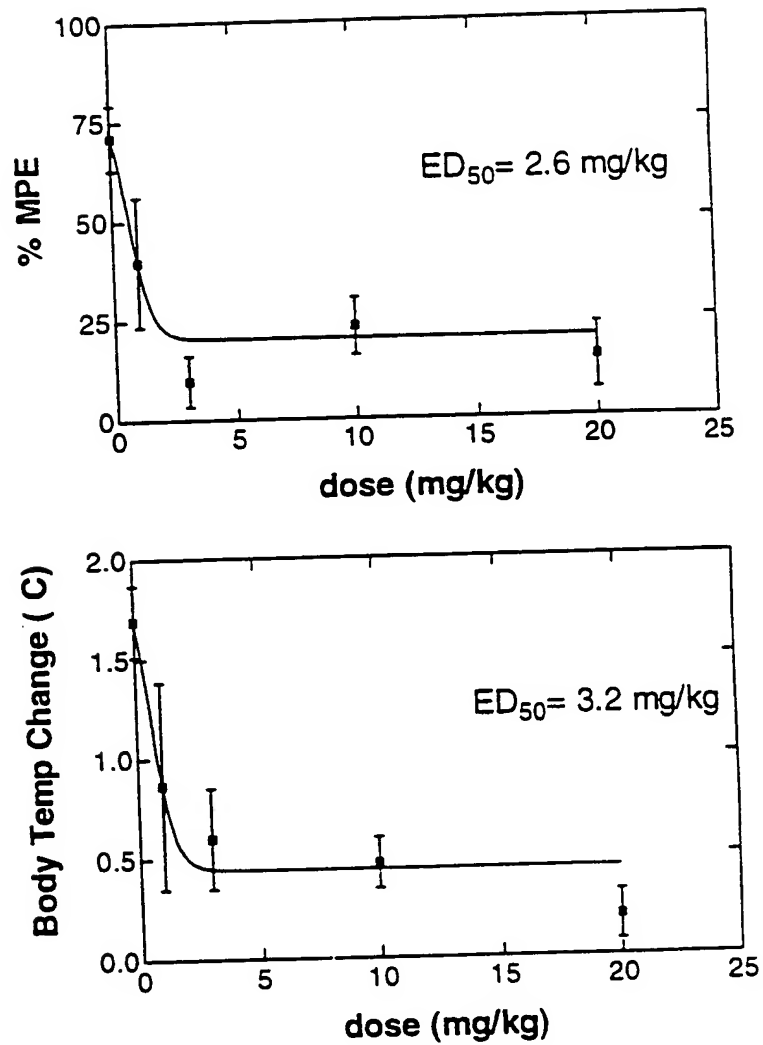 100
75
50
25
0
% MPE
ED50= 2.6 mg/kg
0 5 10 15 20 25
dose (mg/kg)
2.0
1.5
1.0
0.5
0.0
Body Temp Change ( C)
ED50= 3.2 mg/kg
0 5 10 15 20 25
dose (mg/kg)